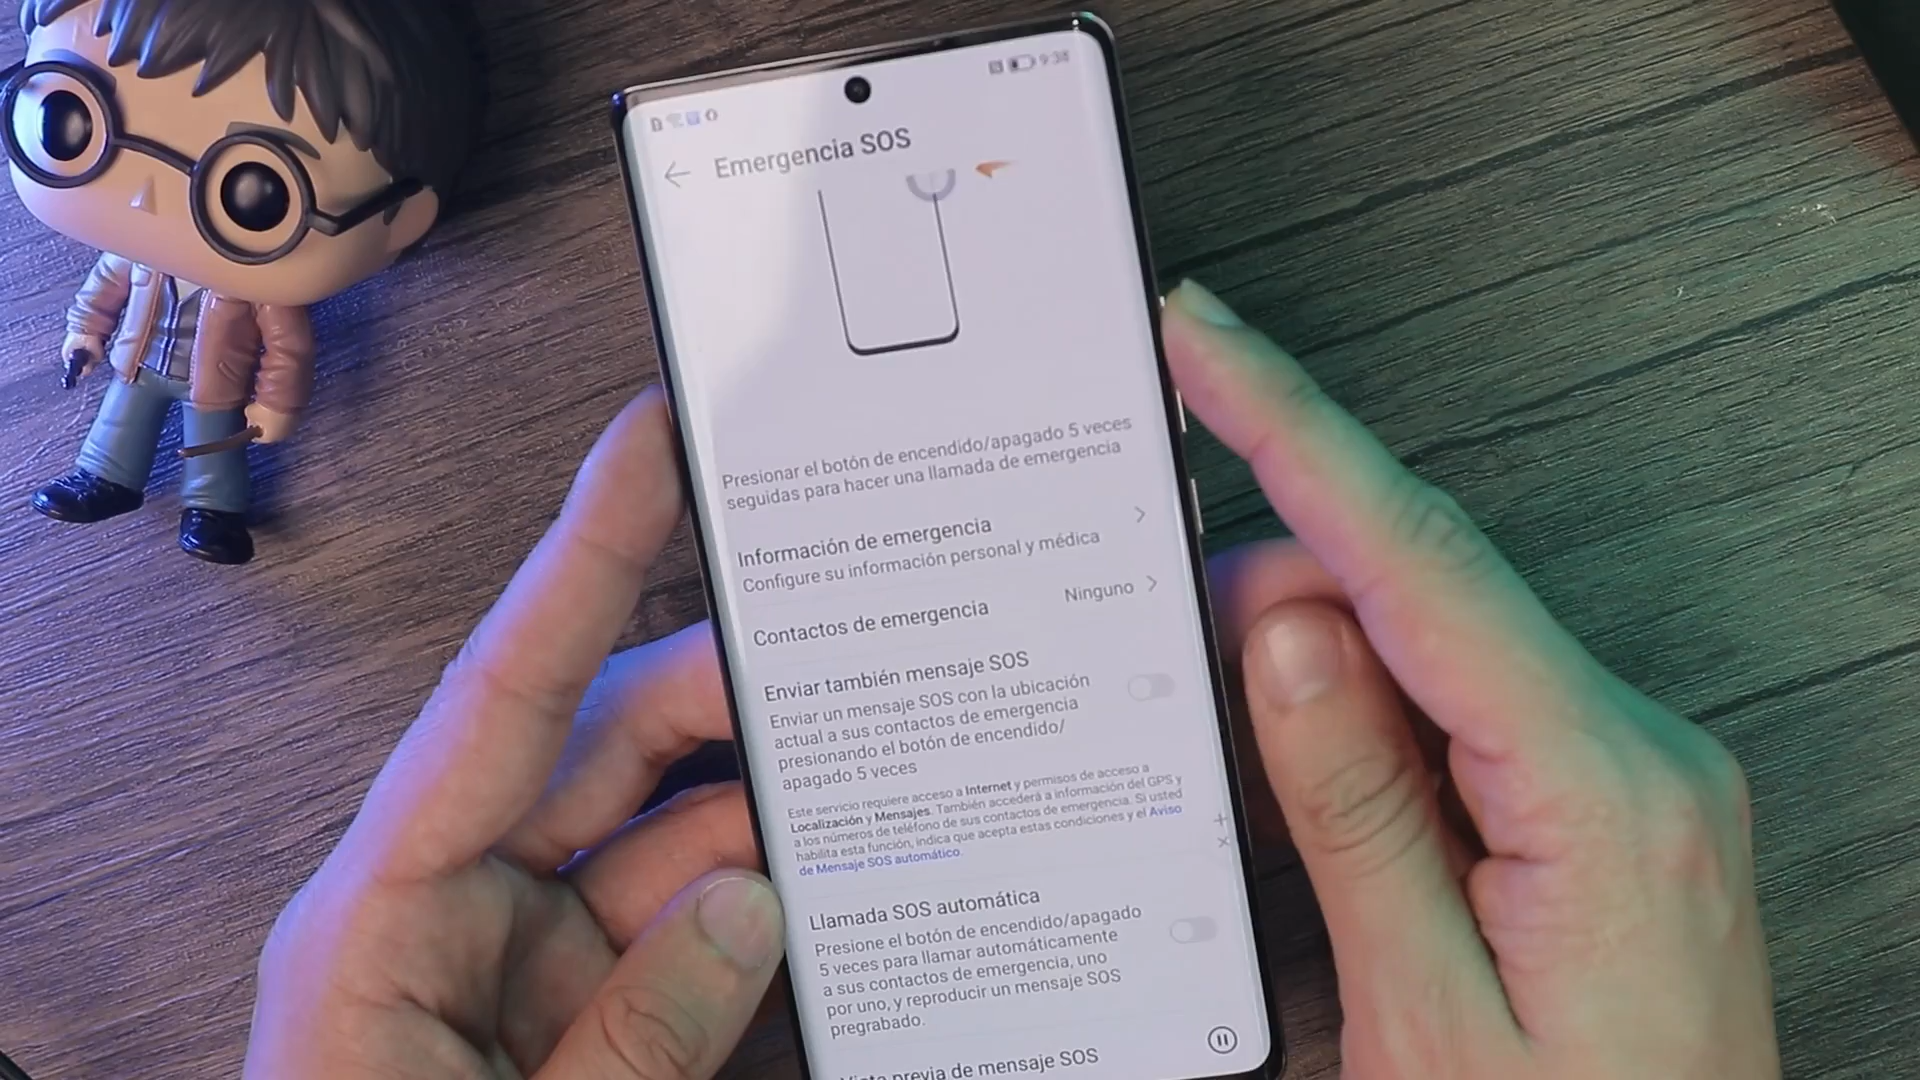 9:38
Emergencia SOS
Presionar el botón de encendido/apagado 5 veces
seguidas para hacer una llamada de emergencia
Información de emergencia
Configure su información personal y médica
Contactos de emergencia
Ninguno
Enviar también mensaje SOS
Enviar un mensaje SOS con la ubicación
actual a sus contactos de emergencia
presionando el botón de encendido/
apagado 5 veces
Este servicio requiere acceso a Internet y permisos de acceso a
Localización y Mensajes. También accederá a información del GPS y
a los números de teléfono de sus contactos de emergencia. Si usted
habilita esta función, indica que acepta estas condiciones y el Aviso
de Mensaje SOS automático.
Llamada SOS automática
Presione el botón de encendido/apagado
5 veces para llamar automáticamente
a sus contactos de emergencia, uno
por uno, y reproducir un mensaje SOS
pregrabado.
Vista previa de mensaje SOS